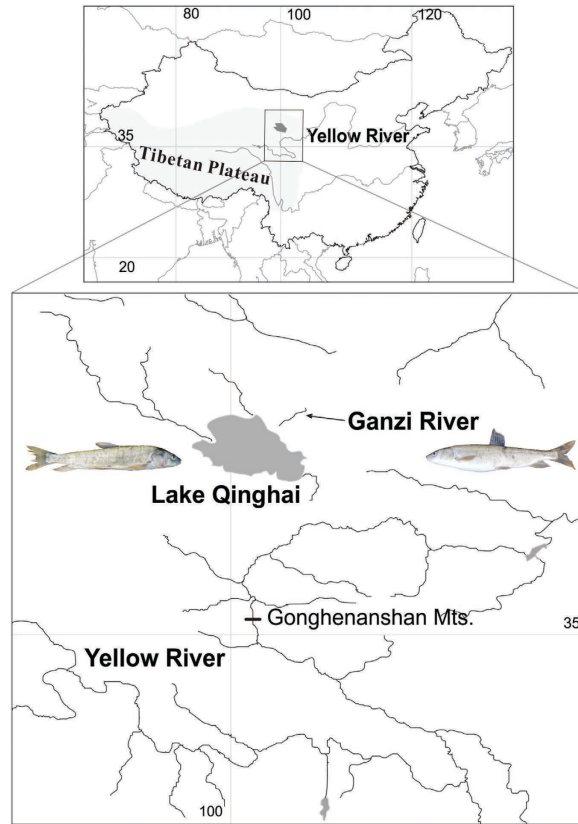 80
100
120
35
Yellow River
Tibetan Plateau
20
Ganzi River
Lake Qinghai
Gonghenanshan Mts.
35
Yellow River
100